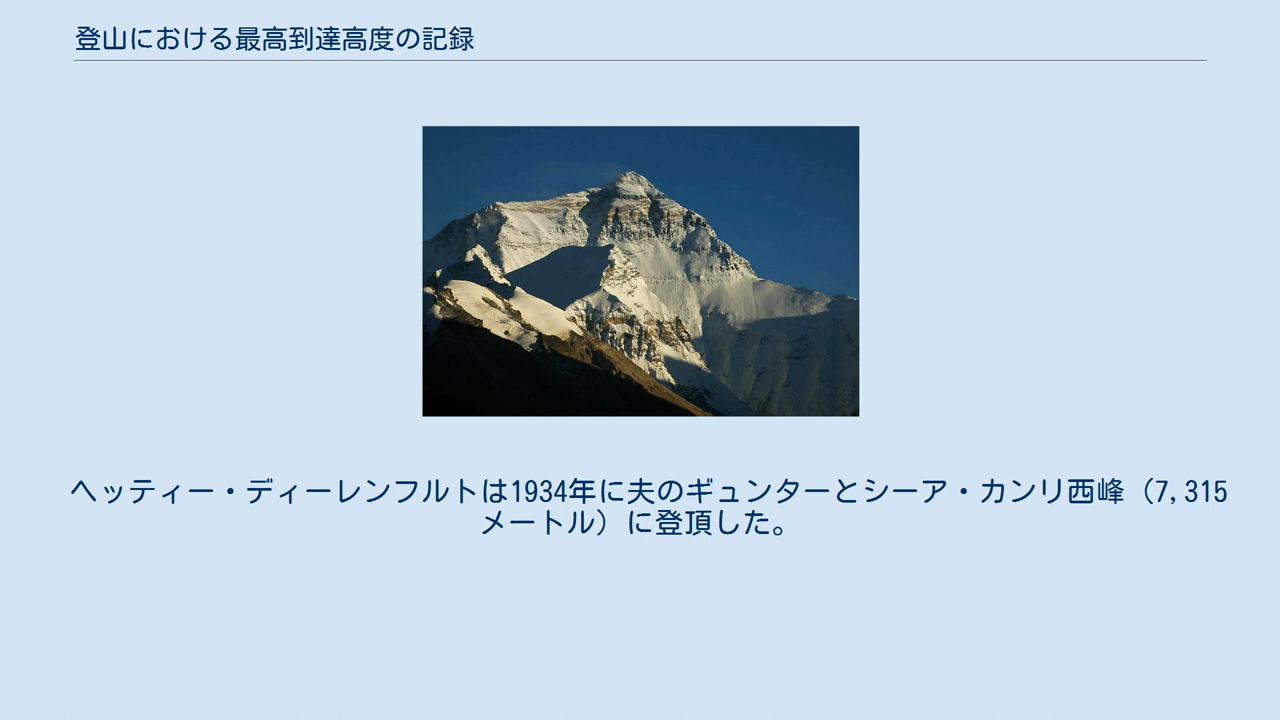 登山における最高到達高度の記録
ヘッティー・ディーレンフルトは1934年に夫のギュンターとシーア・カンリ西峰（7,315
メートル）に登頂した。